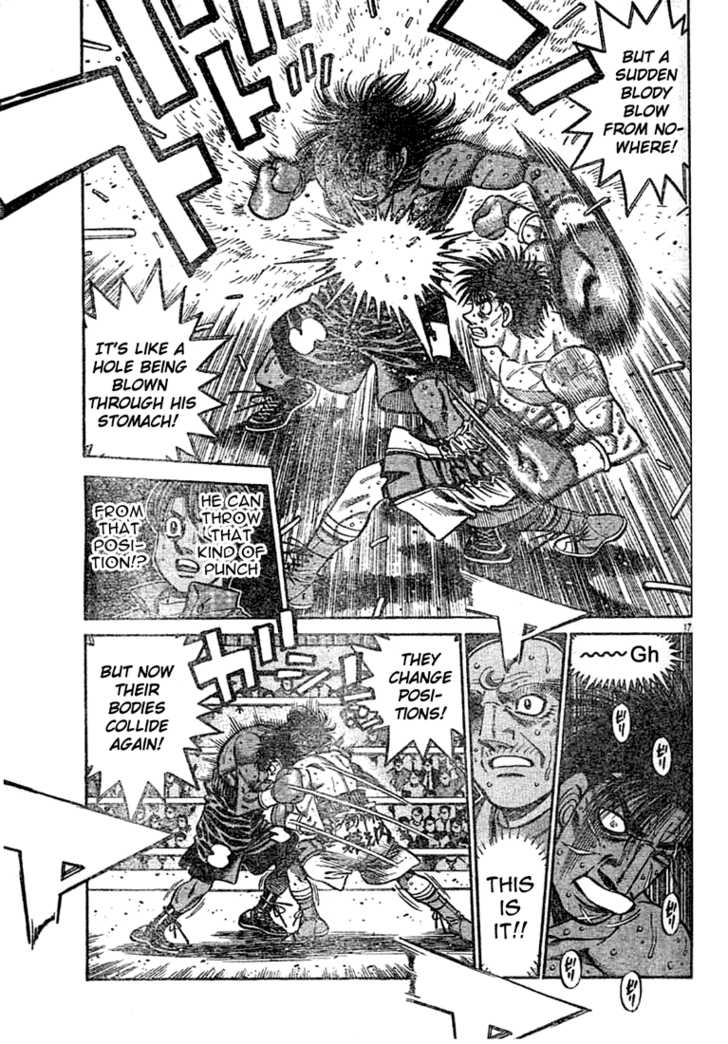 BUT A
SUDDEN
BLODY
BLOW
FROM NO-
WHERE!
IT'S LIKE A
HOLE BEING
BLOWN
THROUGH HIS
STOMACH!
HE CAN
THROW
THAT
KIND OF
PUNCH
FROM
THAT
POSI-
TION!?
17
~~~~Gh
THIS
IS
IT!!
THEY
CHANGE
POSI-
TIONS!
BUT NOW
THEIR
BODIES
COLLIDE
AGAIN!